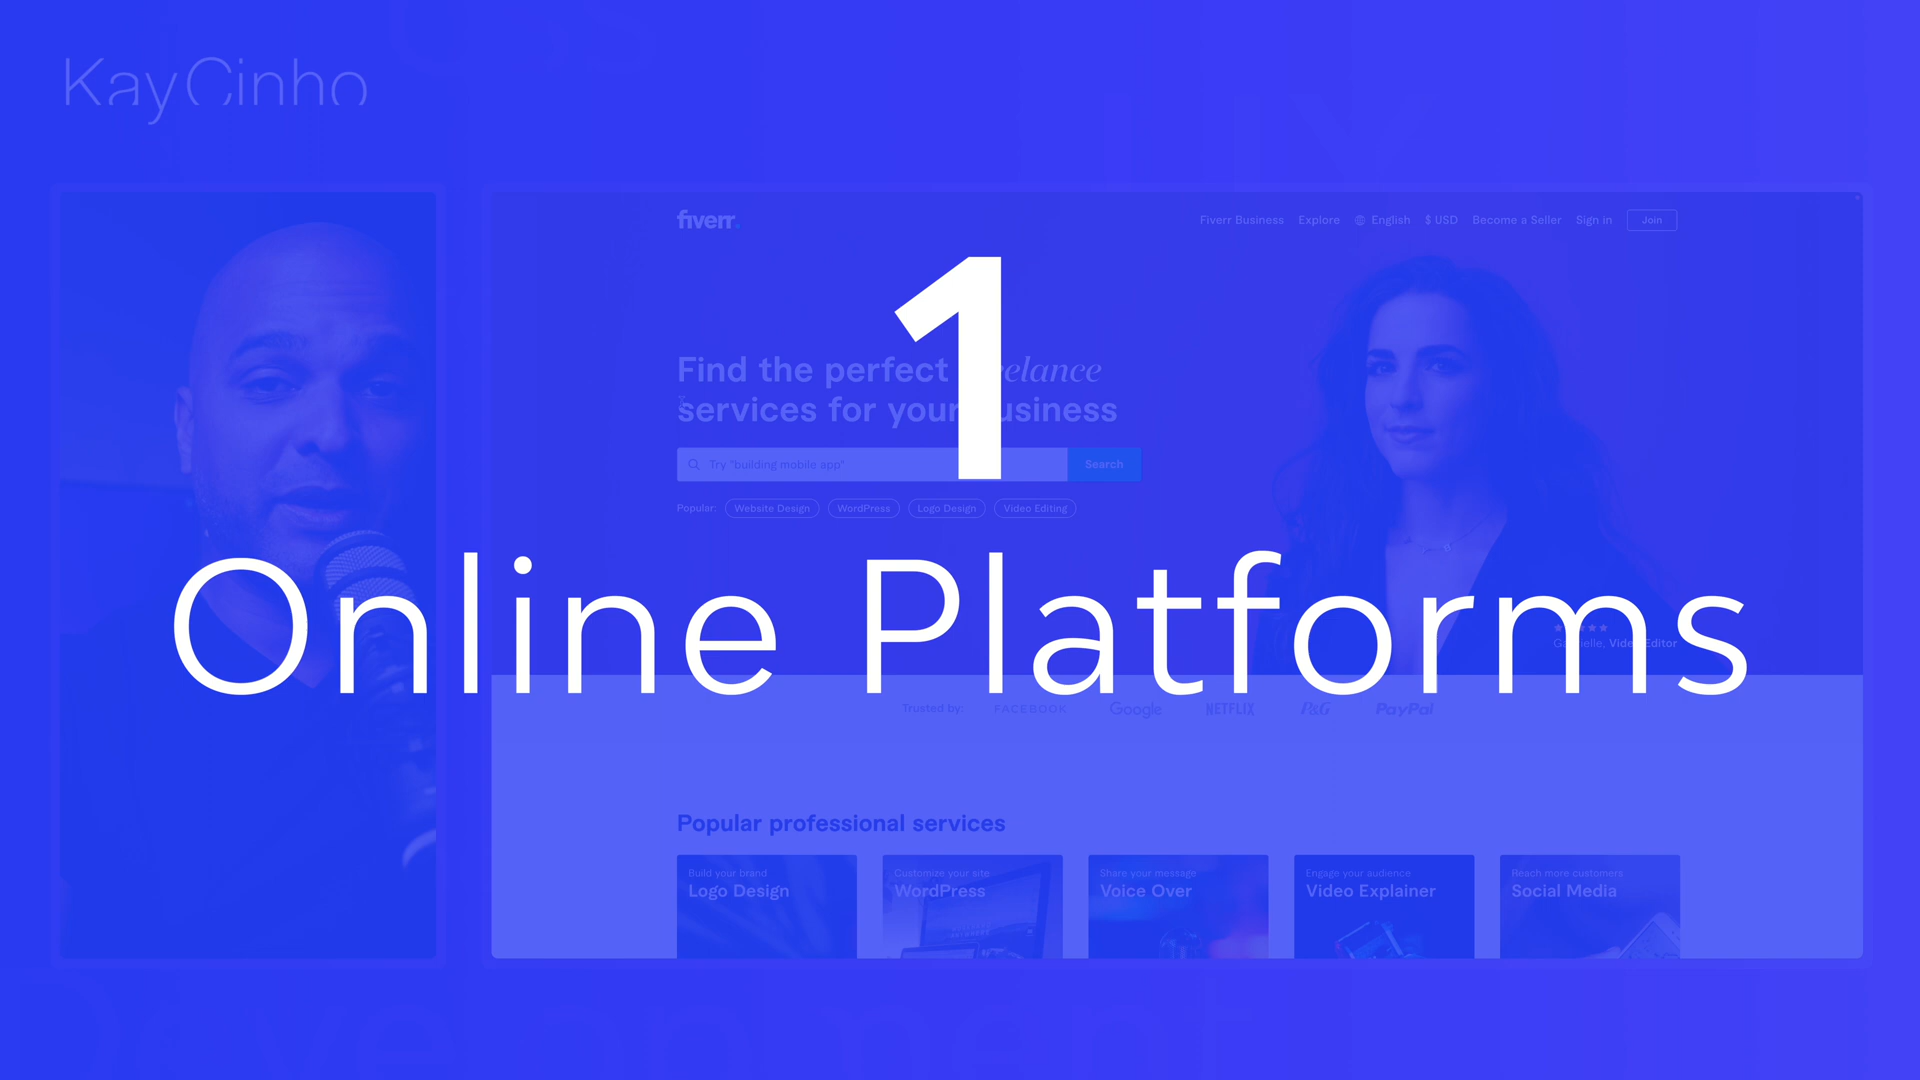 KayCinho
fiverr.
Fiverr Business Explore English $ USD Become a Seller Sign in Join
1
Find the perfect
services for your
Try "building mobile app" Search
Popular: Website Design WordPress Logo Design Video Editing
Online Platforms
Video Editor
Trusted by: FACEBOOK Google NETFLIX P&G PayPal
Popular professional services
Build your brand
Logo Design
Customize your site
WordPress
Share your message
Voice Over
Engage your audience
Video Explainer
Reach more customers
Social Media